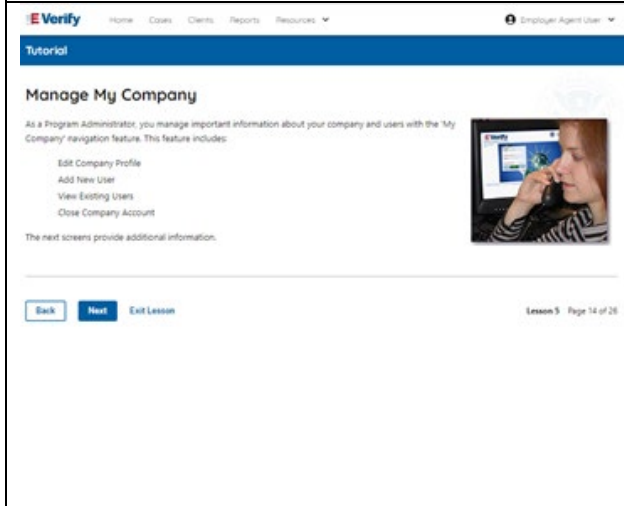 E-Verify Home Cases Clients Reports Resources Employer Agent User
Tutorial
Manage My Company
As a Program Administrator, you manage important information about your company and users with the 'My
Company' navigation feature. This feature includes:
Edit Company Profile
Add New User
View Existing Users
Close Company Account
The next screens provide additional information.
Back Next Exit Lesson Lesson 5 Page 14 of 26